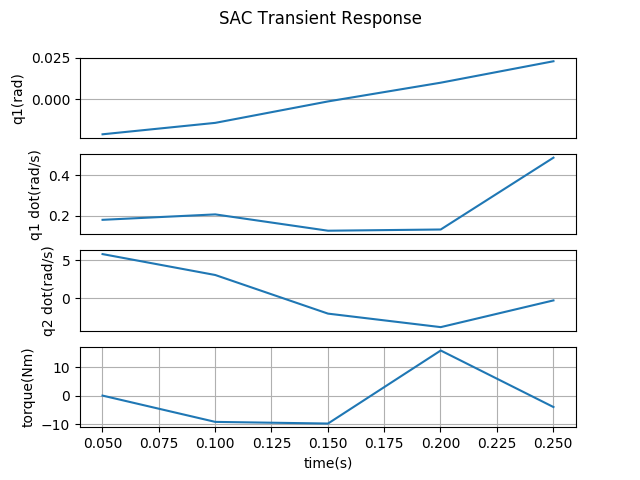 SAC Transient Response
q1(rad)
0.025
0.000
q1 dot(rad/s)
0.4
0.2
q2 dot(rad/s)
5
0
torque(Nm)
10
0
−10
0.050 0.075 0.100 0.125 0.150 0.175 0.200 0.225 0.250
time(s)